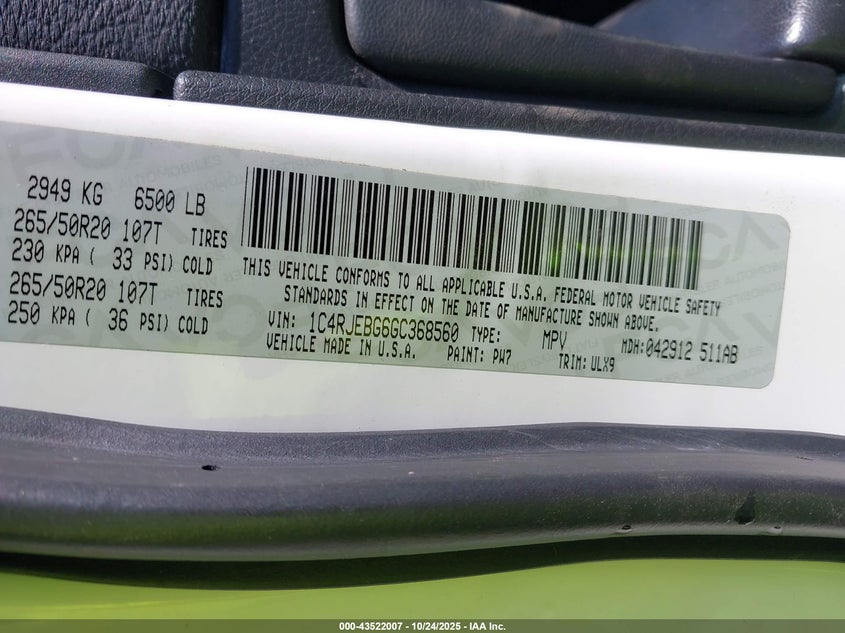 2949 KG 6500 LB
265/50R20 107T TIRES
230 KPA ( 33 PSI) COLD
265/50R20 107T TIRES
250 KPA ( 36 PSI) COLD
THIS VEHICLE CONFORMS TO ALL APPLICABLE U.S.A. FEDERAL MOTOR VEHICLE SAFETY
STANDARDS IN EFFECT ON THE DATE OF MANUFACTURE SHOWN ABOVE.
VIN: 1C4RJEBG6GC368560 TYPE: MPV MDH:042912 511AB
VEHICLE MADE IN U.S.A. PAINT: PW7 TRIM: ULX9
000-43522007 - 10/24/2025 - IAA Inc.